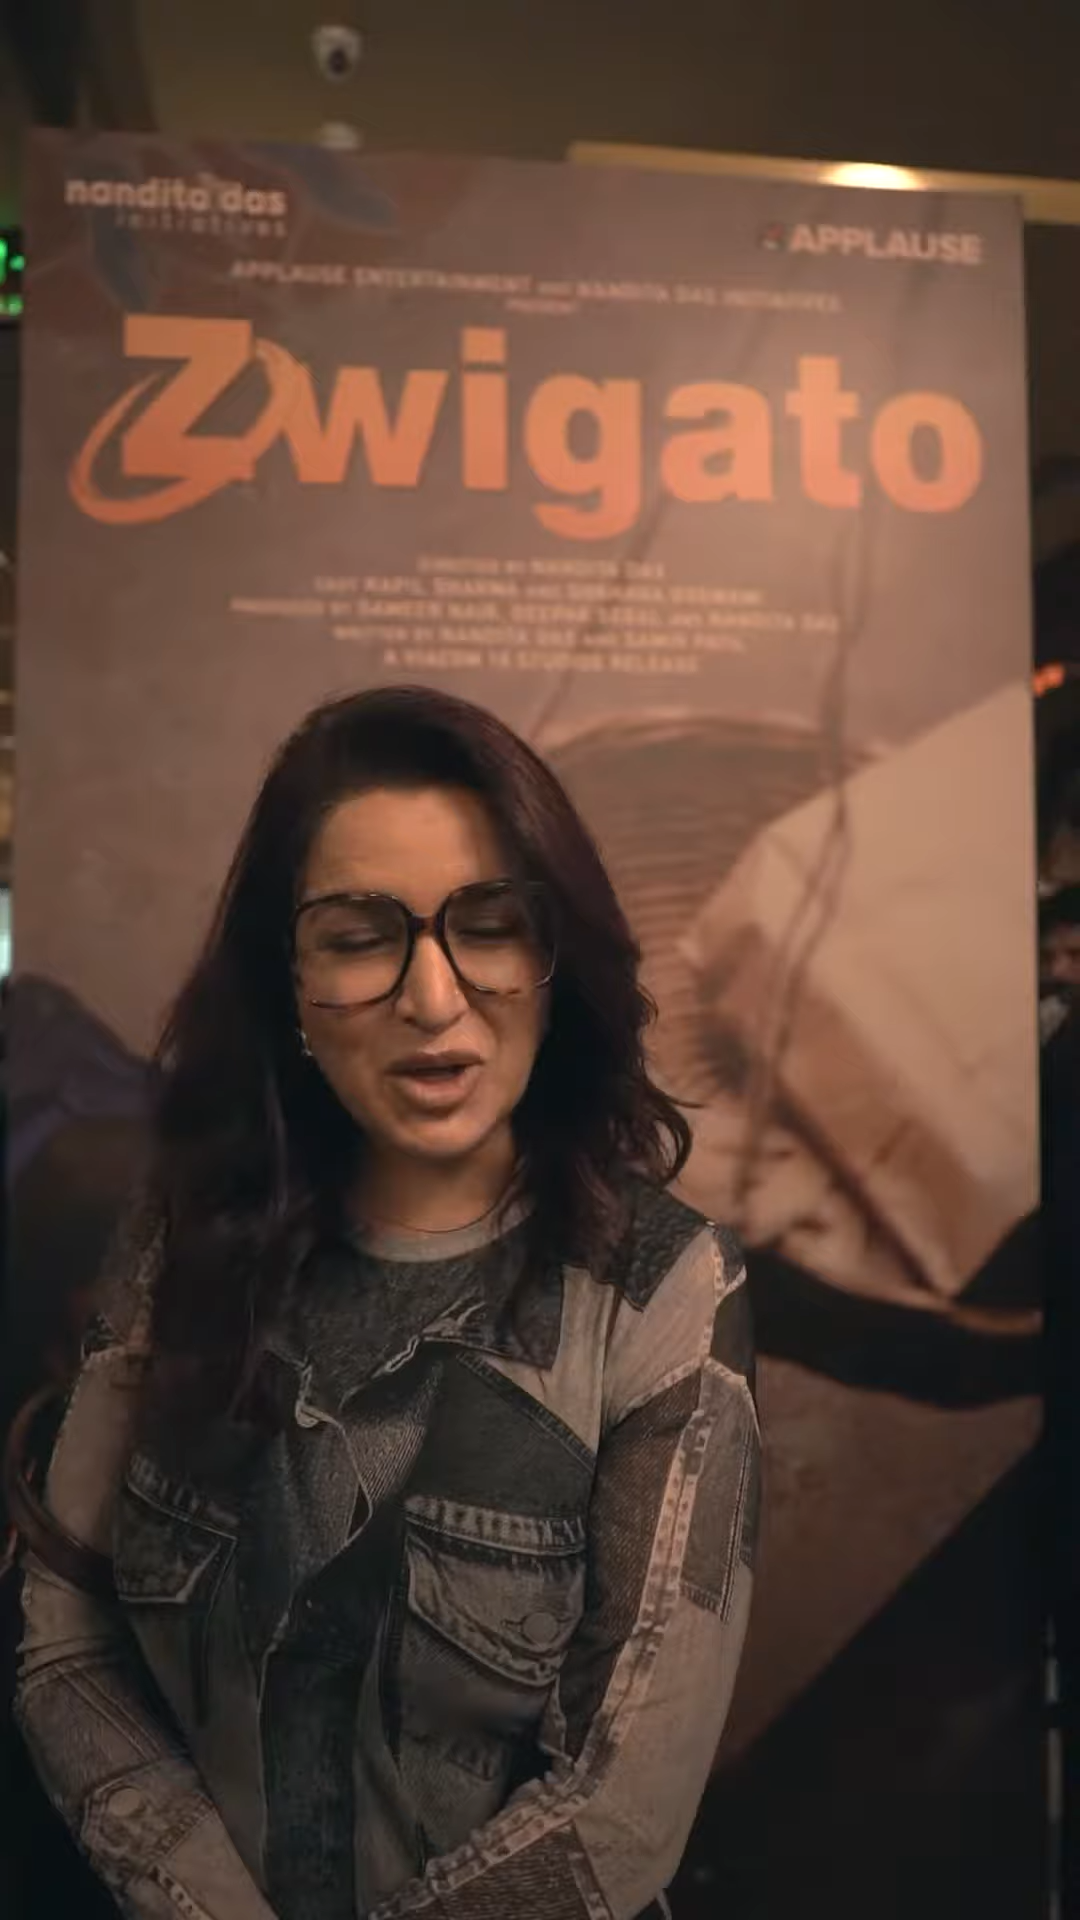 nandita das
initiatives
APPLAUSE
APPLAUSE ENTERTAINMENT and NANDITA DAS INITIATIVES
PRESENT
Zwigato
DIRECTED BY NANDITA DAS
CAST KAPIL SHARMA AND SHAHANA GOSWAMI
PRODUCED BY SAMEER NAIR, DEEPAK SEGAL AND NANDITA DAS
WRITTEN BY NANDITA DAS AND SAMIR PATIL
A VIACOM 18 STUDIOS RELEASE